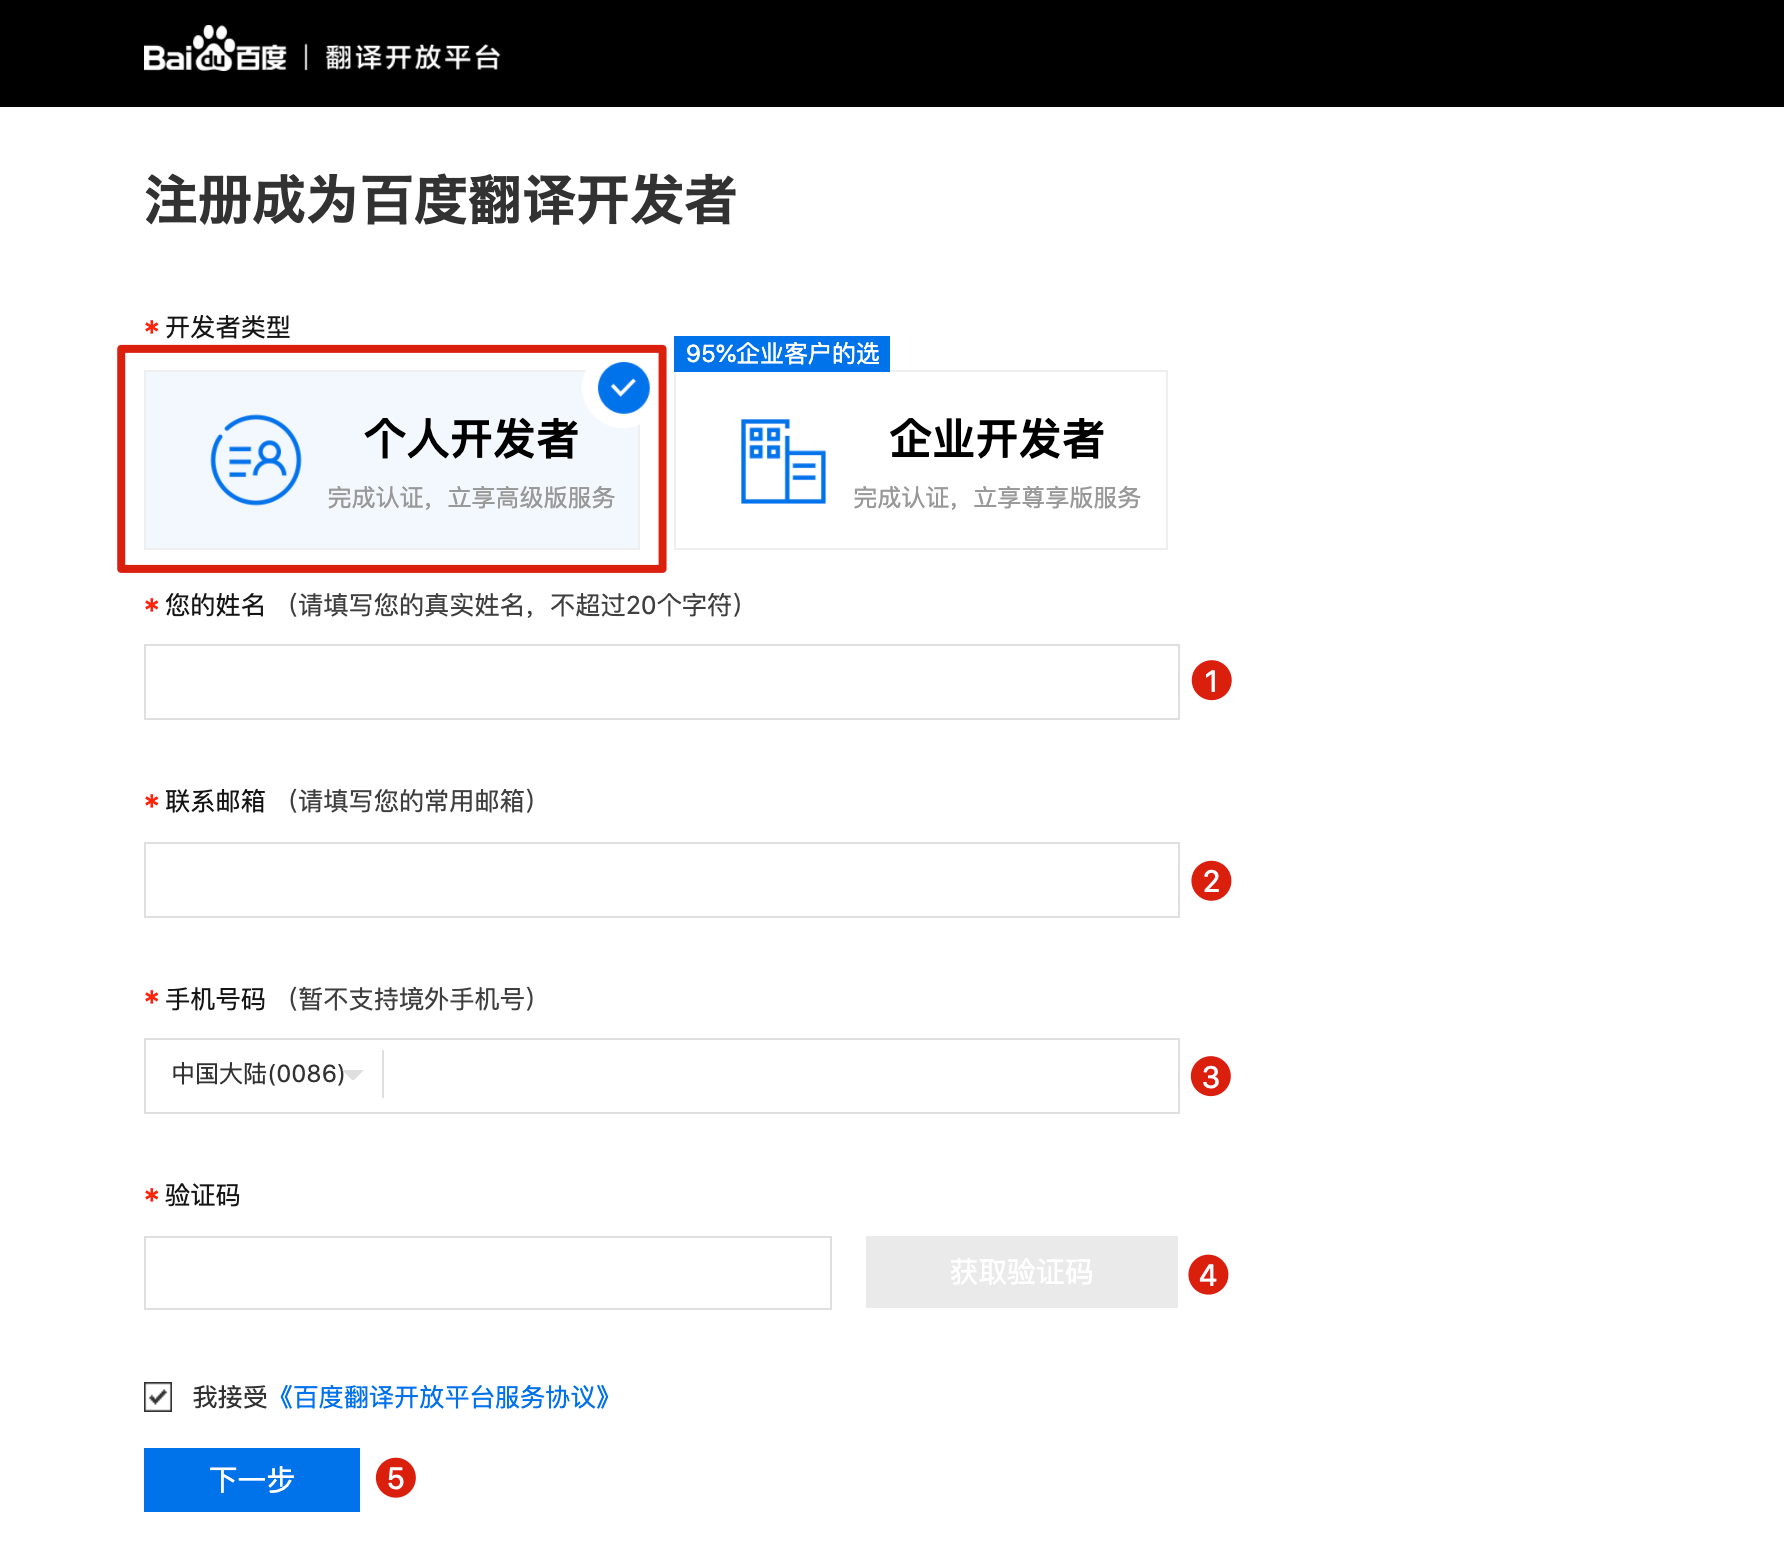 Baidu百度 | 翻译开放平台
注册成为百度翻译开发者
* 开发者类型
95%企业客户的选
个人开发者
完成认证，立享高级版服务
企业开发者
完成认证，立享尊享版服务
* 您的姓名 （请填写您的真实姓名，不超过20个字符）
1
* 联系邮箱 （请填写您的常用邮箱）
2
* 手机号码 （暂不支持境外手机号）
中国大陆(0086)
3
* 验证码
获取验证码
4
我接受《百度翻译开放平台服务协议》
下一步
5